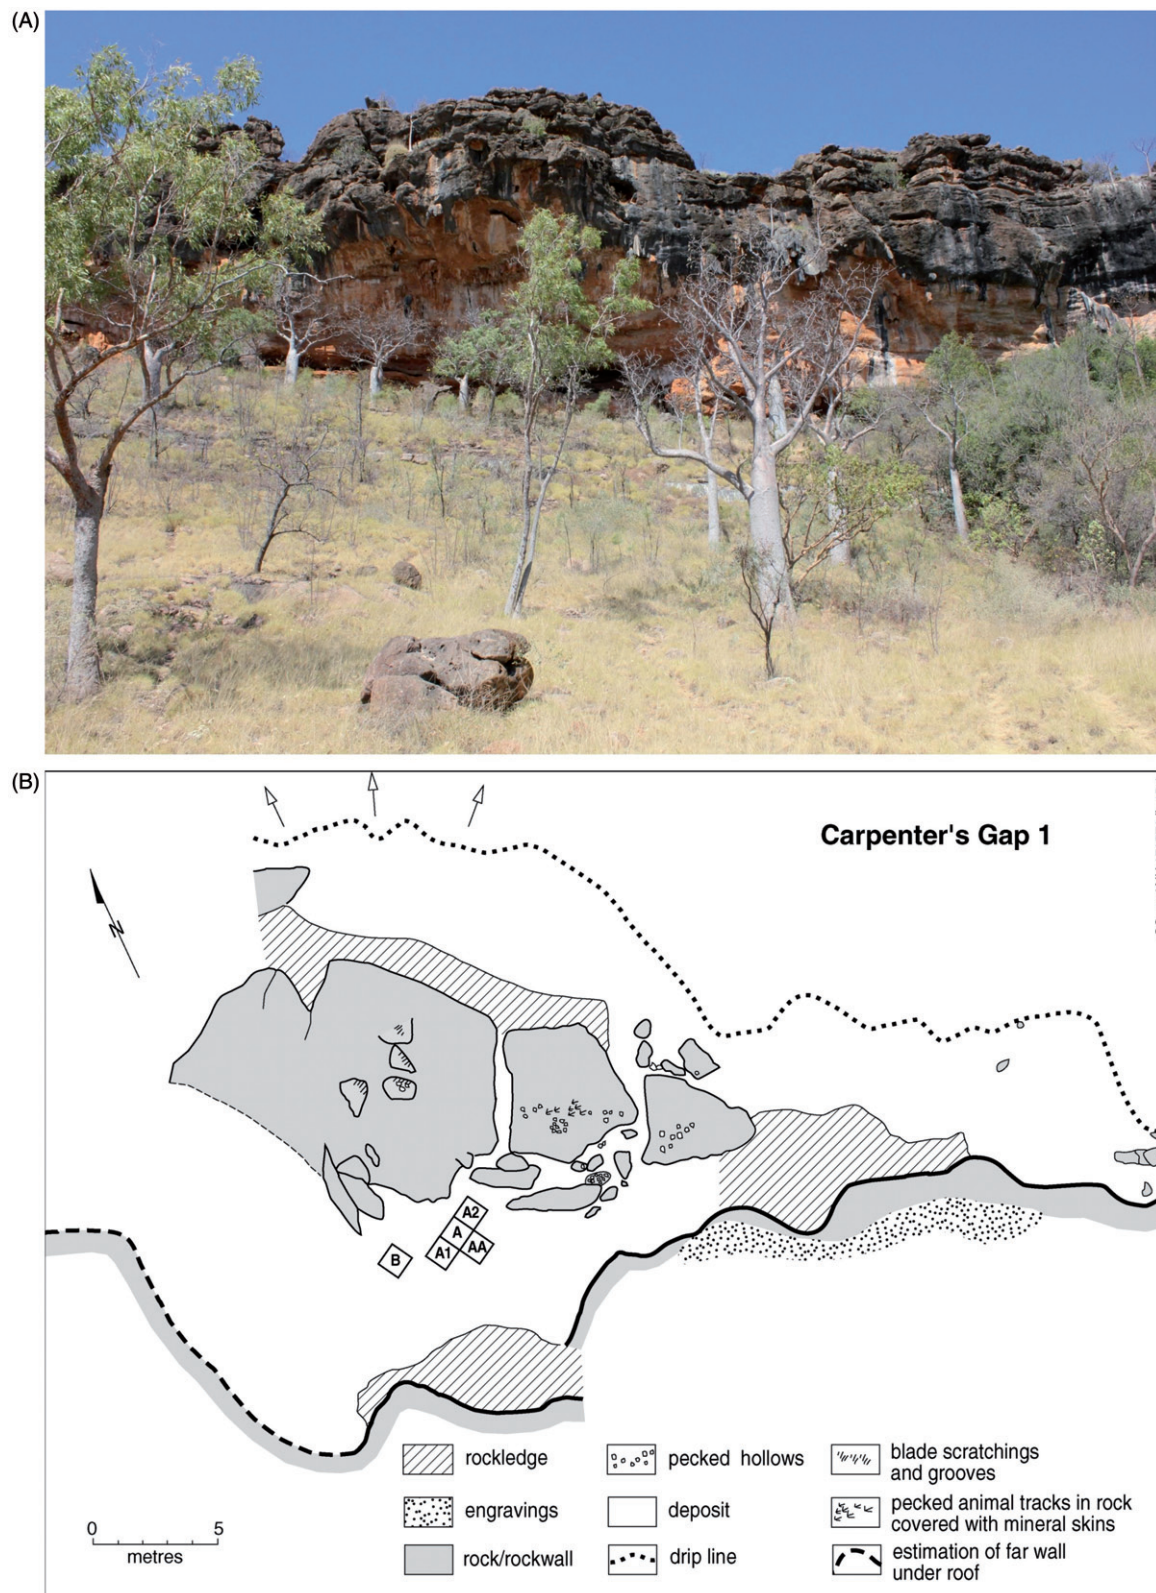 (A)
(B)
Carpenter's Gap 1
N
A2
A
A1
AA
B
rockledge
pecked hollows
blade scratchings
and grooves
engravings
deposit
pecked animal tracks in rock
covered with mineral skins
rock/rockwall
drip line
estimation of far wall
under roof
0 5
metres